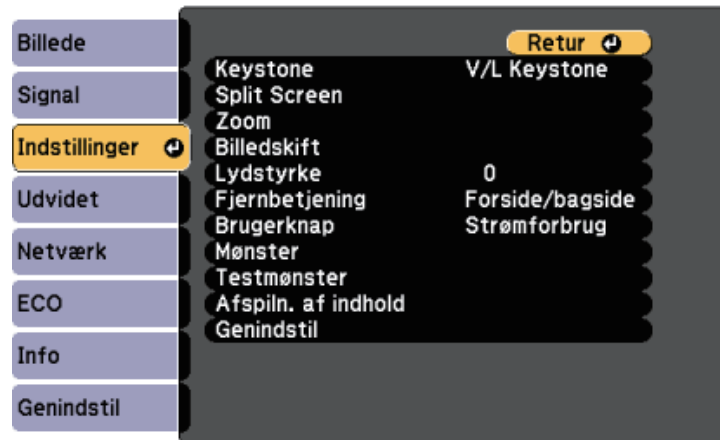 Billede
Signal
Indstillinger
Udvidet
Netværk
ECO
Info
Genindstil
Retur
Keystone V/L Keystone
Split Screen
Zoom
Billedskift
Lydstyrke 0
Fjernbetjening Forside/bagside
Brugerknap Strømforbrug
Mønster
Testmønster
Afspiln. af indhold
Genindstil